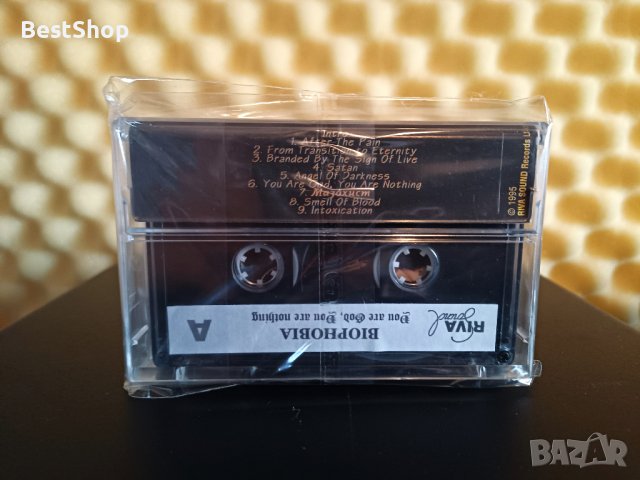 BestShop
Intro
1. After The Pain
2. From Transition to Eternity
3. Branded By The Sign Of Live
4. Satan
5. Angel Of Darkness
6. You Are God, You Are Nothing
7. Мазохист
8. Smell Of Blood
9. Intoxication
© 1995
RIVA SOUND Records
RIVA
Sound
BIOPHOBIA
You are God, You are nothing
A
BAZAR